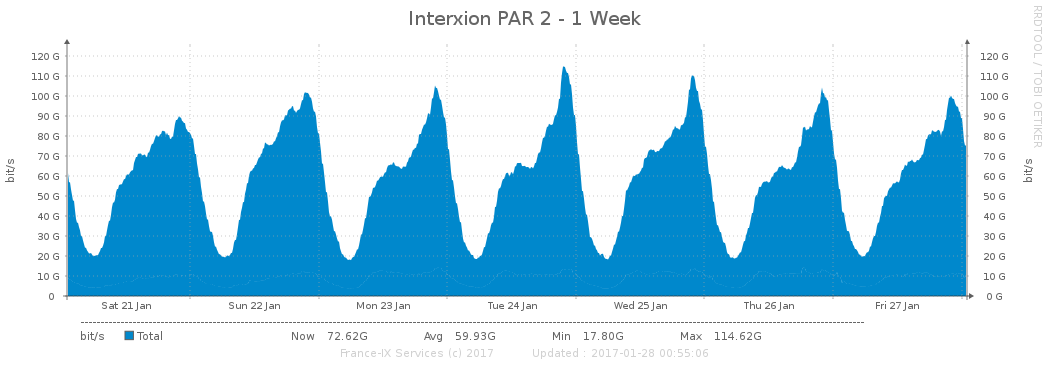 Interxion PAR 2 - 1 Week
RRDTOOL / TOBI OETIKER
bit/s
120 G 120 G
110 G 110 G
100 G 100 G
90 G 90 G
80 G 80 G
70 G 70 G
60 G 60 G
50 G 50 G
40 G 40 G
30 G 30 G
20 G 20 G
10 G 10 G
0 0 G
bit/s
Sat 21 Jan Sun 22 Jan Mon 23 Jan Tue 24 Jan Wed 25 Jan Thu 26 Jan Fri 27 Jan
bit/s Total Now 72.62G Avg 59.93G Min 17.80G Max 114.62G
France-IX Services (c) 2017 Updated : 2017-01-28 00:55:06